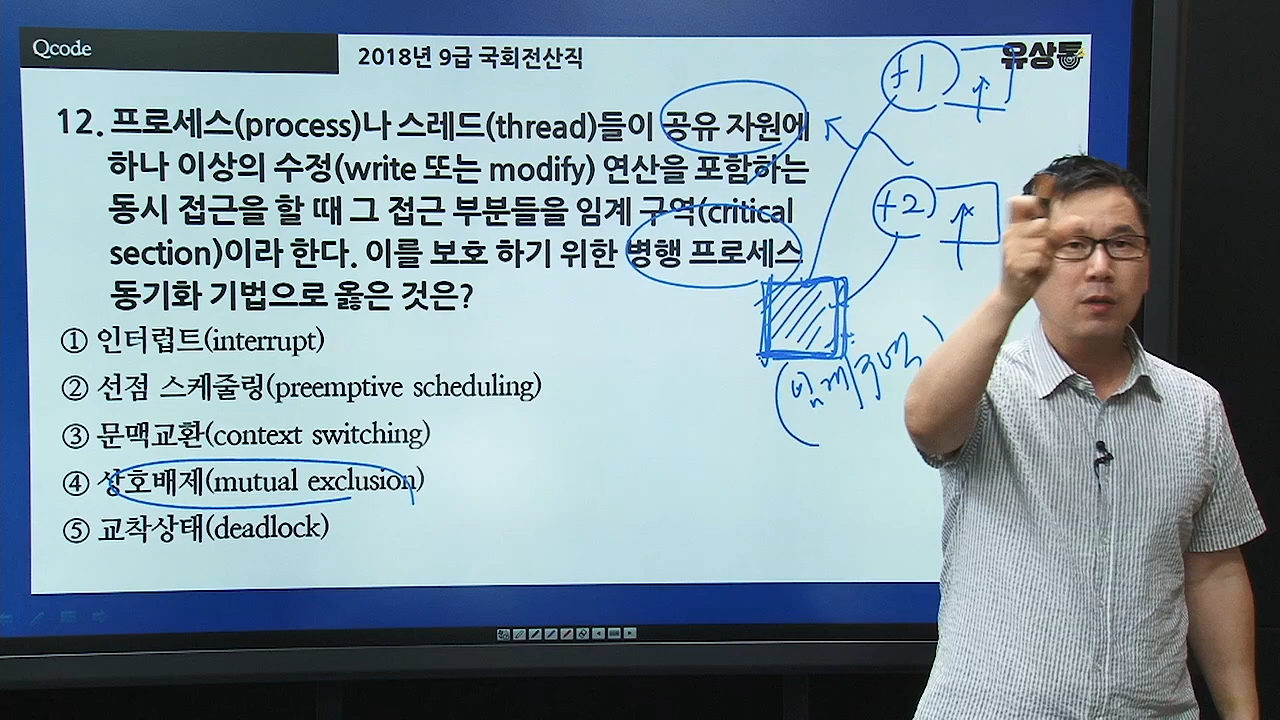 Qcode
2018년 9급 국회전산직
유상통
12. 프로세스(process)나 스레드(thread)들이 공유 자원에
하나 이상의 수정(write 또는 modify) 연산을 포함하는
동시 접근을 할 때 그 접근 부분들을 임계 구역(critical
section)이라 한다. 이를 보호 하기 위한 병행 프로세스
동기화 기법으로 옳은 것은?
① 인터럽트(interrupt)
② 선점 스케줄링(preemptive scheduling)
③ 문맥교환(context switching)
④ 상호배제(mutual exclusion)
⑤ 교착상태(deadlock)
+1
+2
(임계구역)